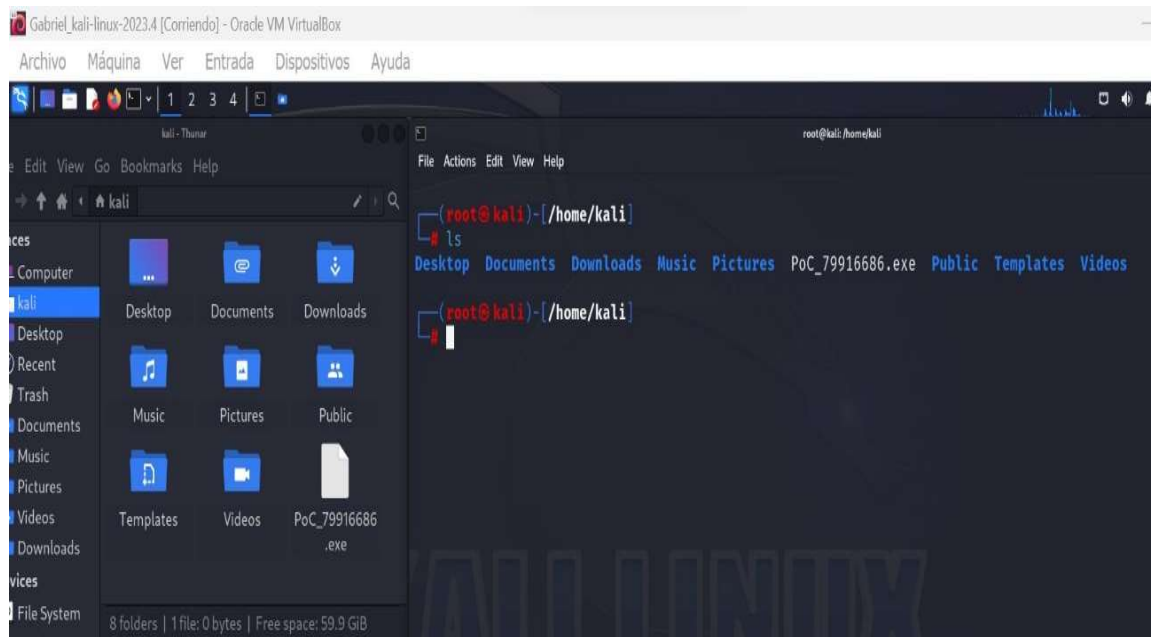 Gabriel_kali-linux-2023.4 [Corriendo] - Oracle VM VirtualBox
Archivo Máquina Ver Entrada Dispositivos Ayuda
1 2 3 4
kali - Thunar
Edit View Go Bookmarks Help
kali
Computer
kali
Desktop
Recent
Trash
Documents
Music
Pictures
Videos
Downloads
File System
Desktop Documents Downloads
Music Pictures Public
Templates Videos PoC_79916686
.exe
8 folders | 1 file: 0 bytes | Free space: 59.9 GiB
root@kali: /home/kali
File Actions Edit View Help
(root㉿kali)-[/home/kali]
# ls
Desktop Documents Downloads Music Pictures PoC_79916686.exe Public Templates Videos
(root㉿kali)-[/home/kali]
#
KALI LINUX